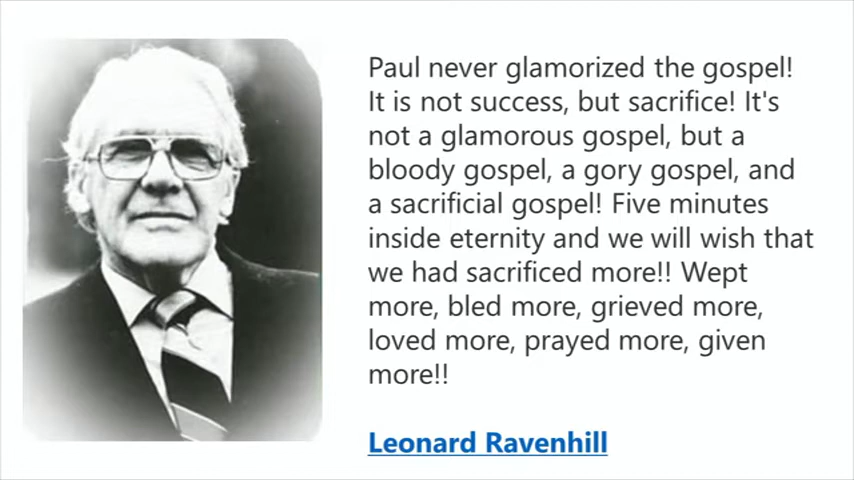 Paul never glamorized the gospel!
It is not success, but sacrifice! It's
not a glamorous gospel, but a
bloody gospel, a gory gospel, and
a sacrificial gospel! Five minutes
inside eternity and we will wish that
we had sacrificed more!! Wept
more, bled more, grieved more,
loved more, prayed more, given
more!!
Leonard Ravenhill